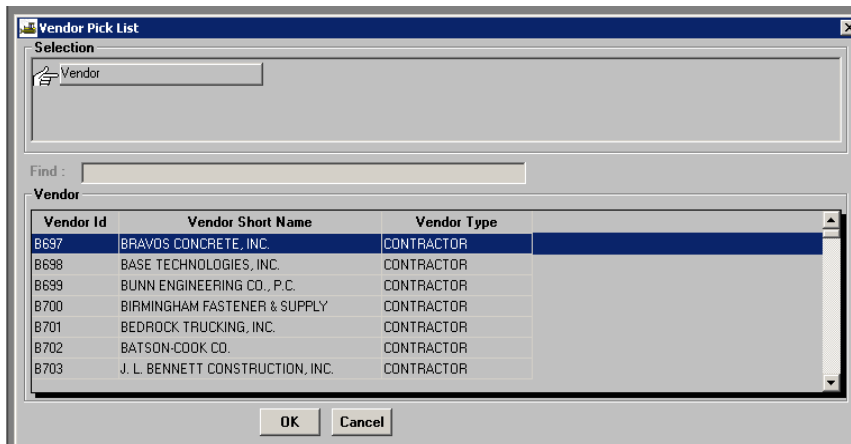 Vendor Pick List
Selection
Vendor
Find :
Vendor
Vendor Id Vendor Short Name Vendor Type
B697 BRAVOS CONCRETE, INC. CONTRACTOR
B698 BASE TECHNOLOGIES, INC. CONTRACTOR
B699 BUNN ENGINEERING CO., P.C. CONTRACTOR
B700 BIRMINGHAM FASTENER & SUPPLY CONTRACTOR
B701 BEDROCK TRUCKING, INC. CONTRACTOR
B702 BATSON-COOK CO. CONTRACTOR
B703 J. L. BENNETT CONSTRUCTION, INC. CONTRACTOR
OK Cancel